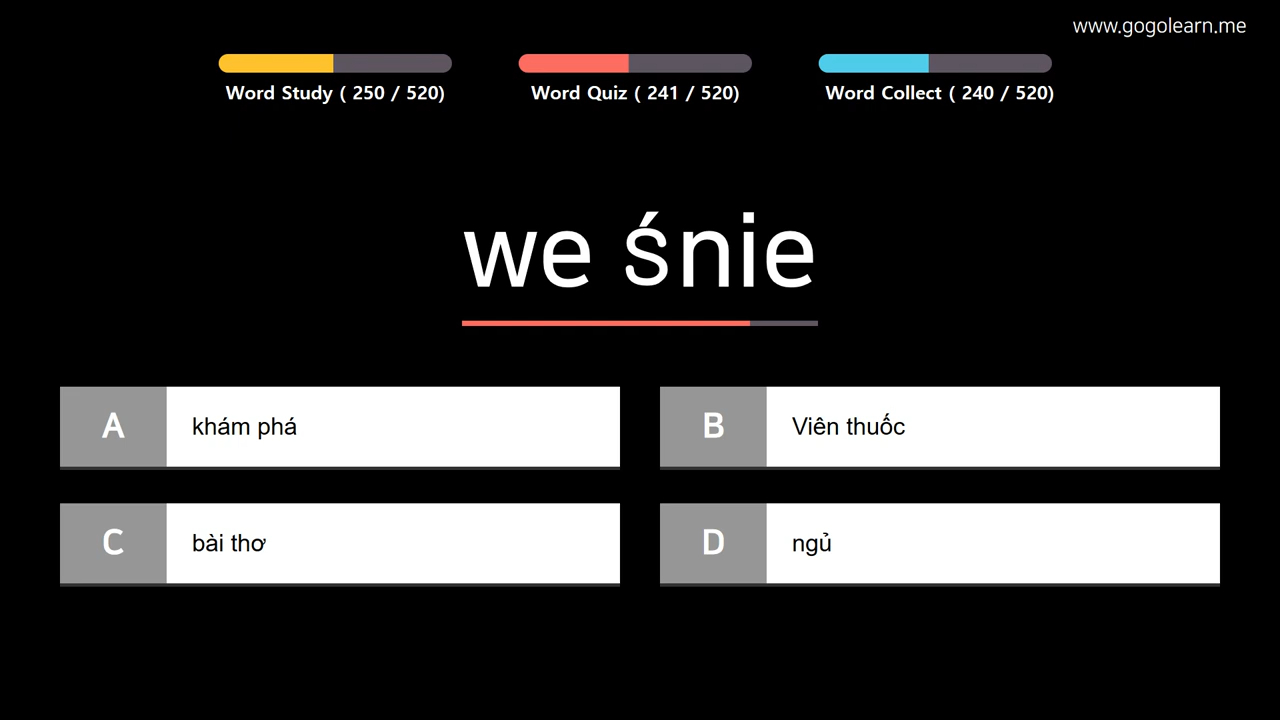 www.gogolearn.me
Word Study ( 250 / 520)
Word Quiz ( 241 / 520)
Word Collect ( 240 / 520)
we śnie
A
khám phá
B
Viên thuốc
C
bài thơ
D
ngủ